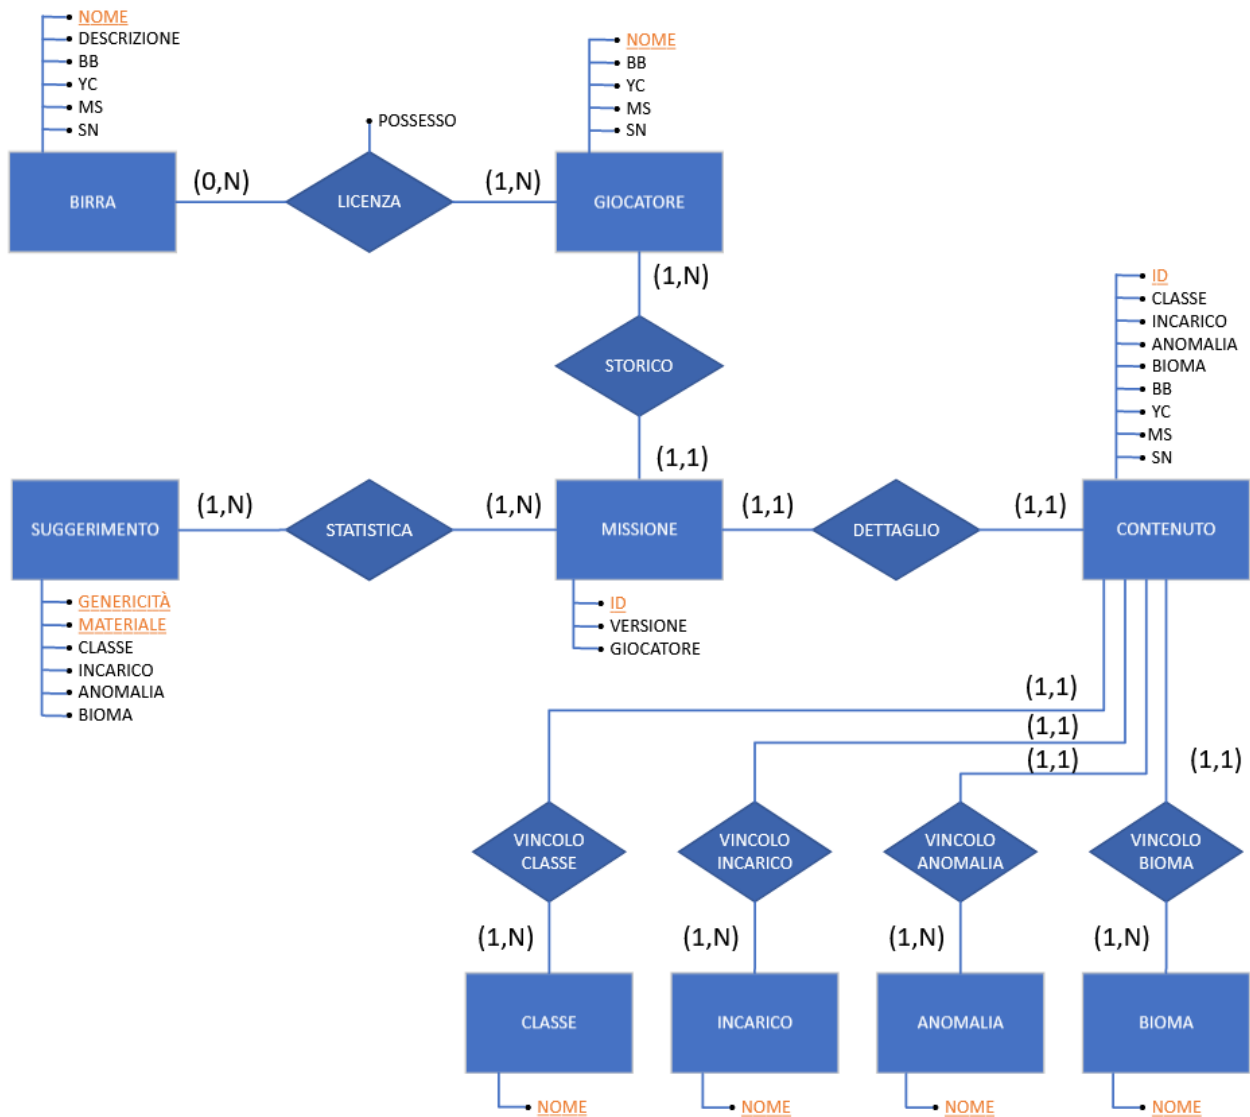 NOME
DESCRIZIONE
BB
YC
MS
SN
BIRRA
(0,N)
POSSESSO
LICENZA
(1,N)
NOME
BB
YC
MS
SN
GIOCATORE
(1,N)
STORICO
(1,1)
ID
CLASSE
INCARICO
ANOMALIA
BIOMA
BB
YC
MS
SN
SUGGERIMENTO
(1,N)
STATISTICA
(1,N)
MISSIONE
(1,1)
DETTAGLIO
(1,1)
CONTENUTO
GENERICITÀ
MATERIALE
CLASSE
INCARICO
ANOMALIA
BIOMA
ID
VERSIONE
GIOCATORE
(1,1)
(1,1)
(1,1)
(1,1)
VINCOLO
CLASSE
VINCOLO
INCARICO
VINCOLO
ANOMALIA
VINCOLO
BIOMA
(1,N)
(1,N)
(1,N)
(1,N)
CLASSE
INCARICO
ANOMALIA
BIOMA
NOME
NOME
NOME
NOME